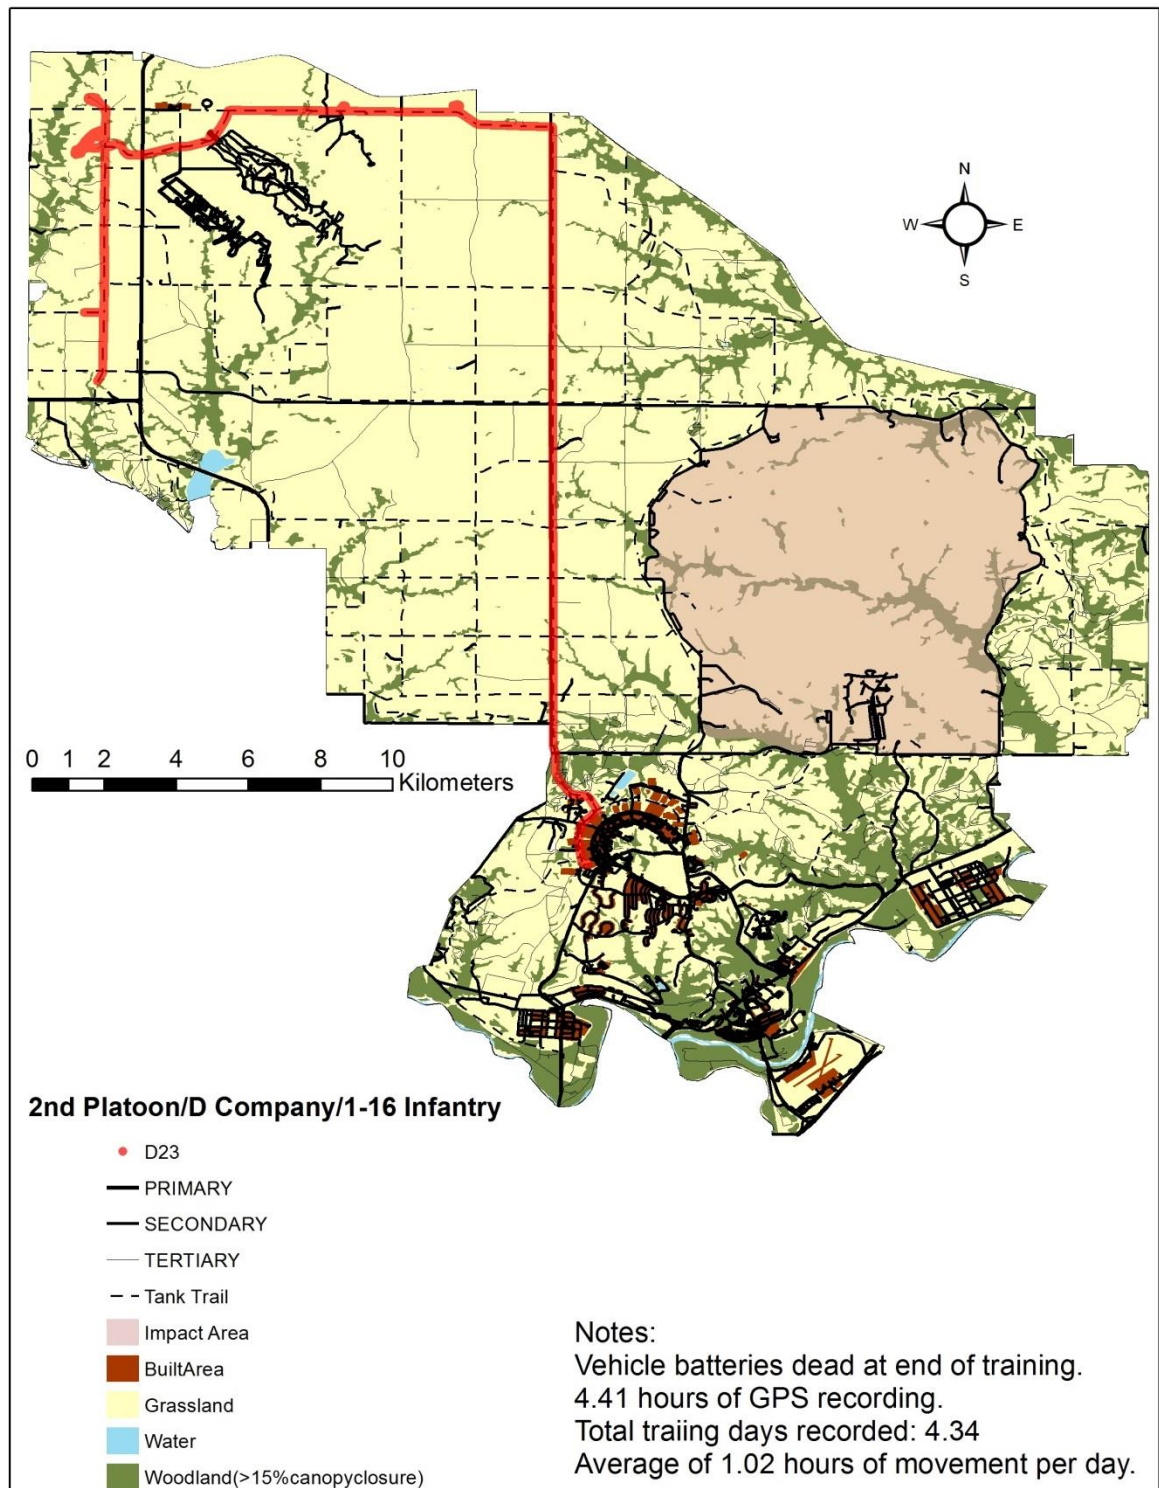 N
W E
S
0 1 2 4 6 8 10
Kilometers
2nd Platoon/D Company/1-16 Infantry
D23
PRIMARY
SECONDARY
TERTIARY
Tank Trail
Impact Area
BuiltArea
Grassland
Water
Woodland(>15%canopyclosure)
Notes:
Vehicle batteries dead at end of training.
4.41 hours of GPS recording.
Total traiing days recorded: 4.34
Average of 1.02 hours of movement per day.